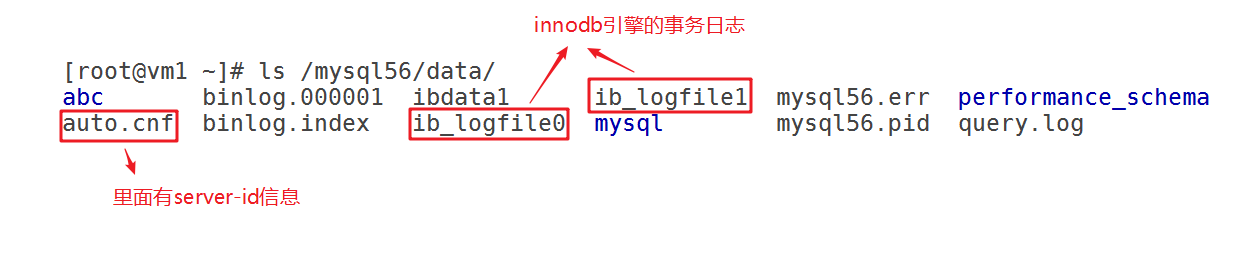 innodb引擎的事务日志
[root@vm1 ~]# ls /mysql56/data/
abc binlog.000001 ibdata1 ib_logfile1 mysql56.err performance_schema
auto.cnf binlog.index ib_logfile0 mysql mysql56.pid query.log
里面有server-id信息